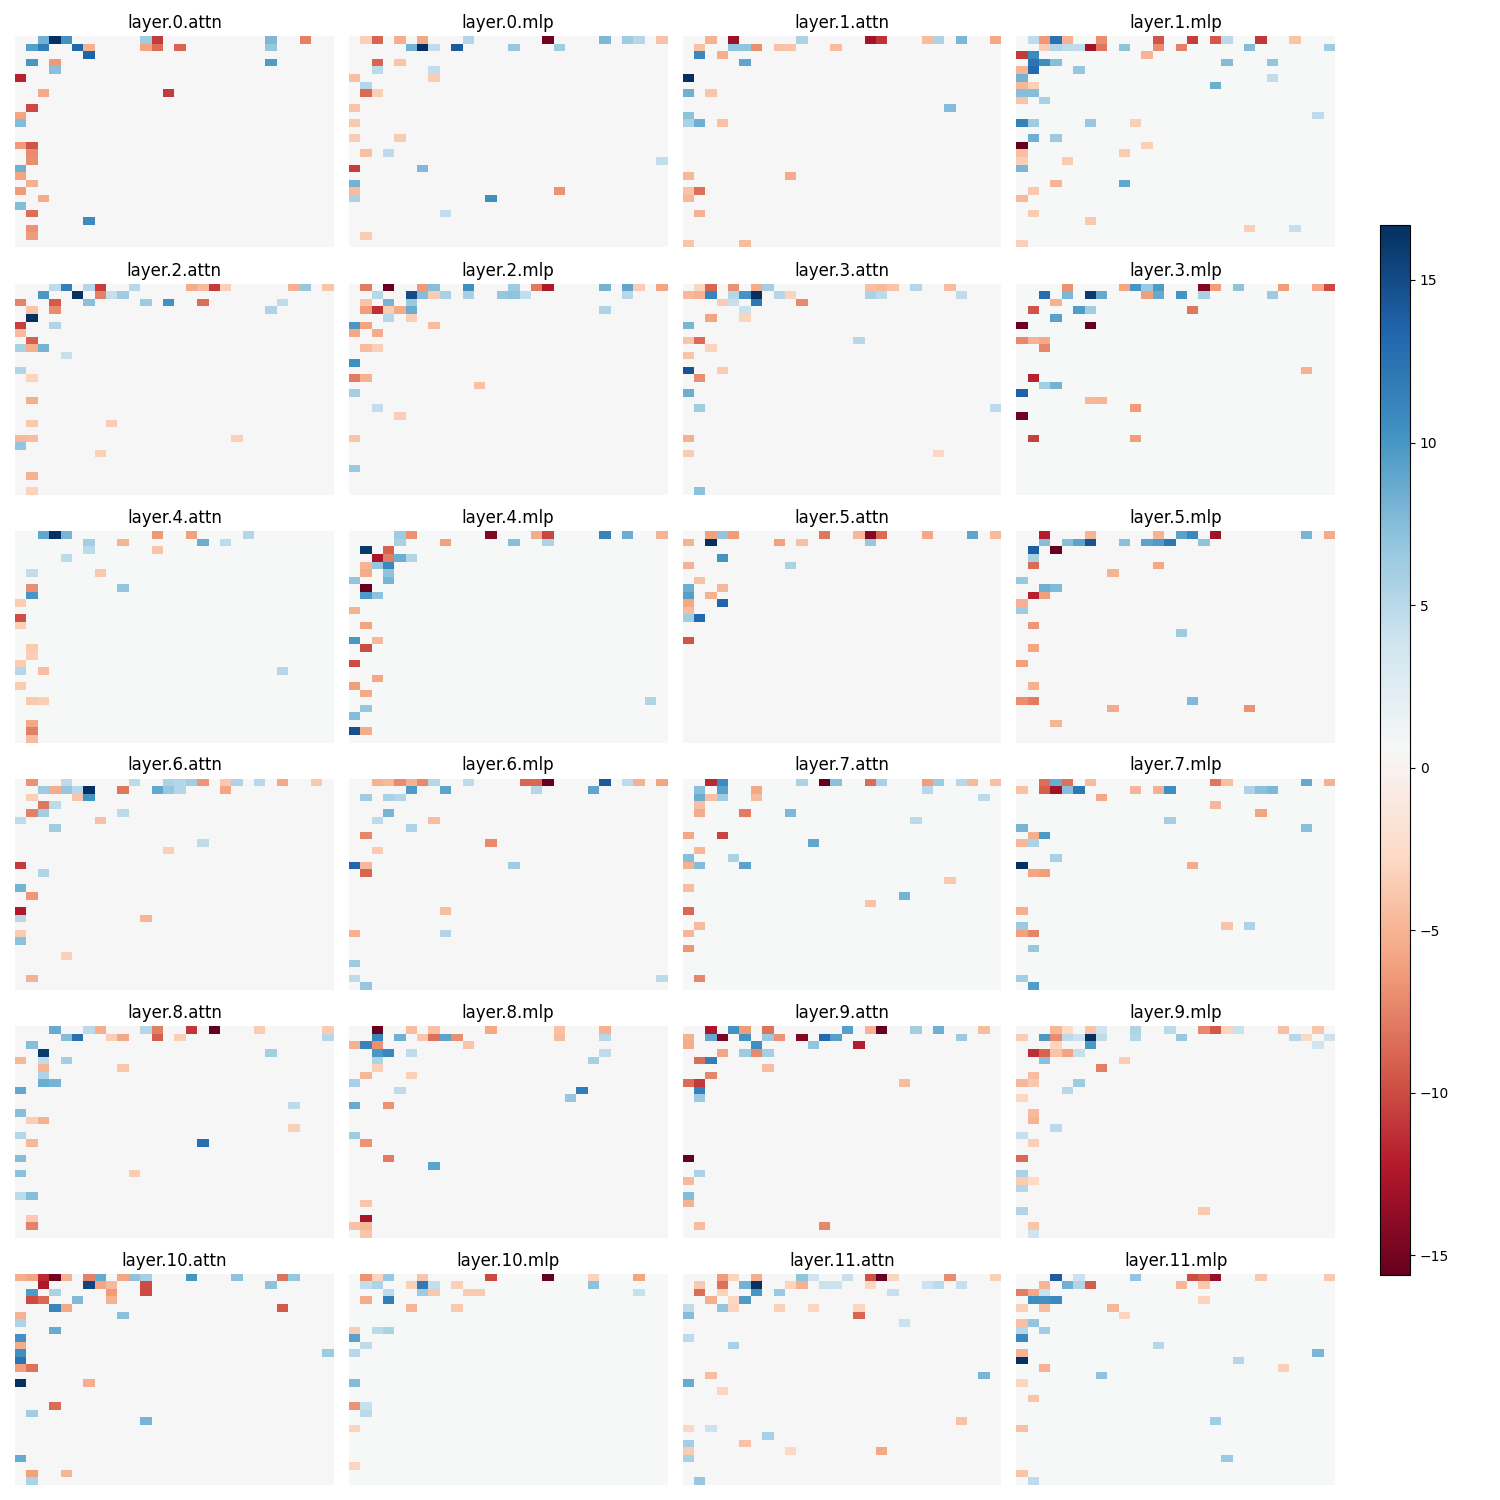 layer.0.attn layer.0.mlp layer.1.attn layer.1.mlp
layer.2.attn layer.2.mlp layer.3.attn layer.3.mlp
layer.4.attn layer.4.mlp layer.5.attn layer.5.mlp
layer.6.attn layer.6.mlp layer.7.attn layer.7.mlp
layer.8.attn layer.8.mlp layer.9.attn layer.9.mlp
layer.10.attn layer.10.mlp layer.11.attn layer.11.mlp
15
10
5
0
−5
−10
−15